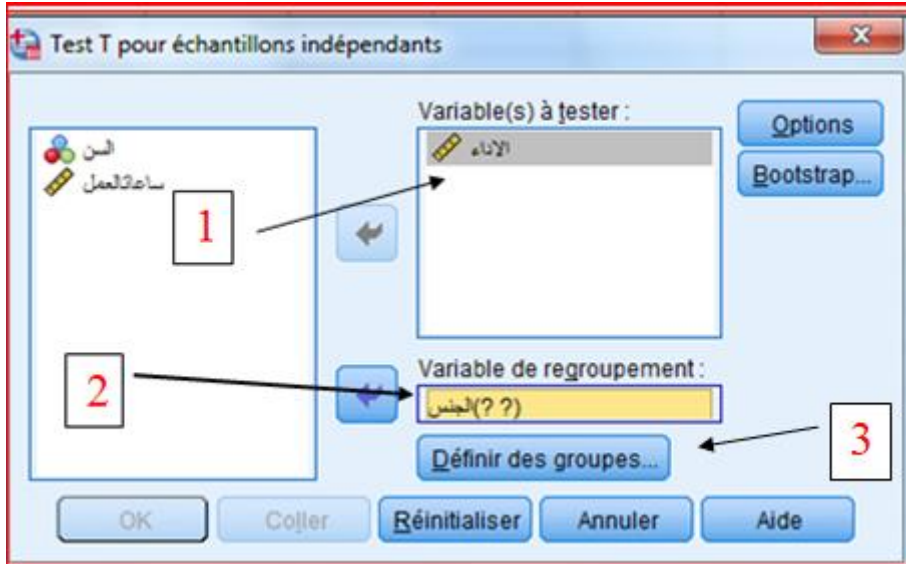 Test T pour échantillons indépendants
Variable(s) à tester :
السن
ساعاتالعمل
الاداء
Options
Bootstrap...
1
2
Variable de regroupement :
الجنس(? ?)
3
Définir des groupes...
OK
Coller
Réinitialiser
Annuler
Aide